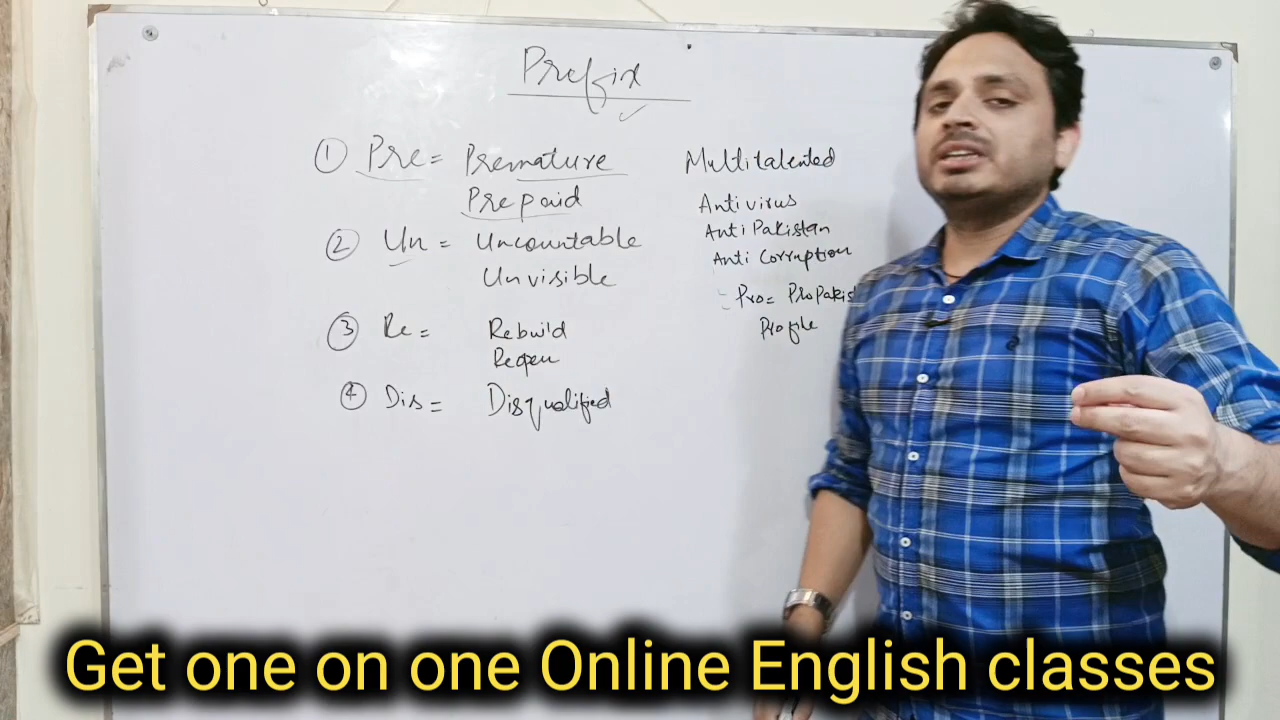 Prefix
① Pre = Premature
Prepaid
② Un = Uncountable
Unvisible
③ Re = Rebuild
Reopen
④ Dis = Disqualified
Multitalented
Antivirus
Anti Pakistan
Anti Corruption
Pro = ProPakis
Profile
Get one on one Online English classes